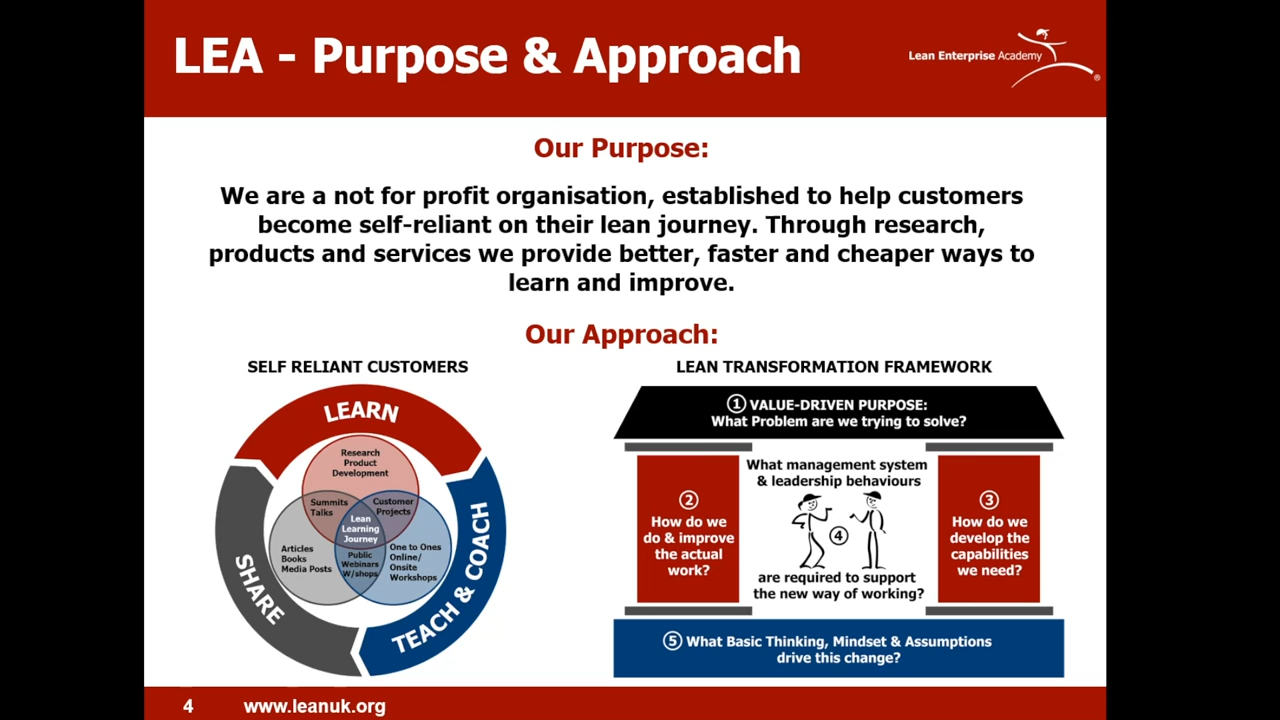 LEA - Purpose & Approach
Lean Enterprise Academy
®
Our Purpose:
We are a not for profit organisation, established to help customers
become self-reliant on their lean journey. Through research,
products and services we provide better, faster and cheaper ways to
learn and improve.
Our Approach:
SELF RELIANT CUSTOMERS
LEARN
Research
Product
Development
Summits
Talks
Customer
Projects
Lean
Learning
Journey
Articles
Books
Media Posts
Public
Webinars
W/shops
One to Ones
Online/
Onsite
Workshops
SHARE
TEACH & COACH
LEAN TRANSFORMATION FRAMEWORK
① VALUE-DRIVEN PURPOSE:
What Problem are we trying to solve?
②
How do we
do & improve
the actual
work?
What management system
& leadership behaviours
④
are required to support
the new way of working?
③
How do we
develop the
capabilities
we need?
⑤ What Basic Thinking, Mindset & Assumptions
drive this change?
4
www.leanuk.org